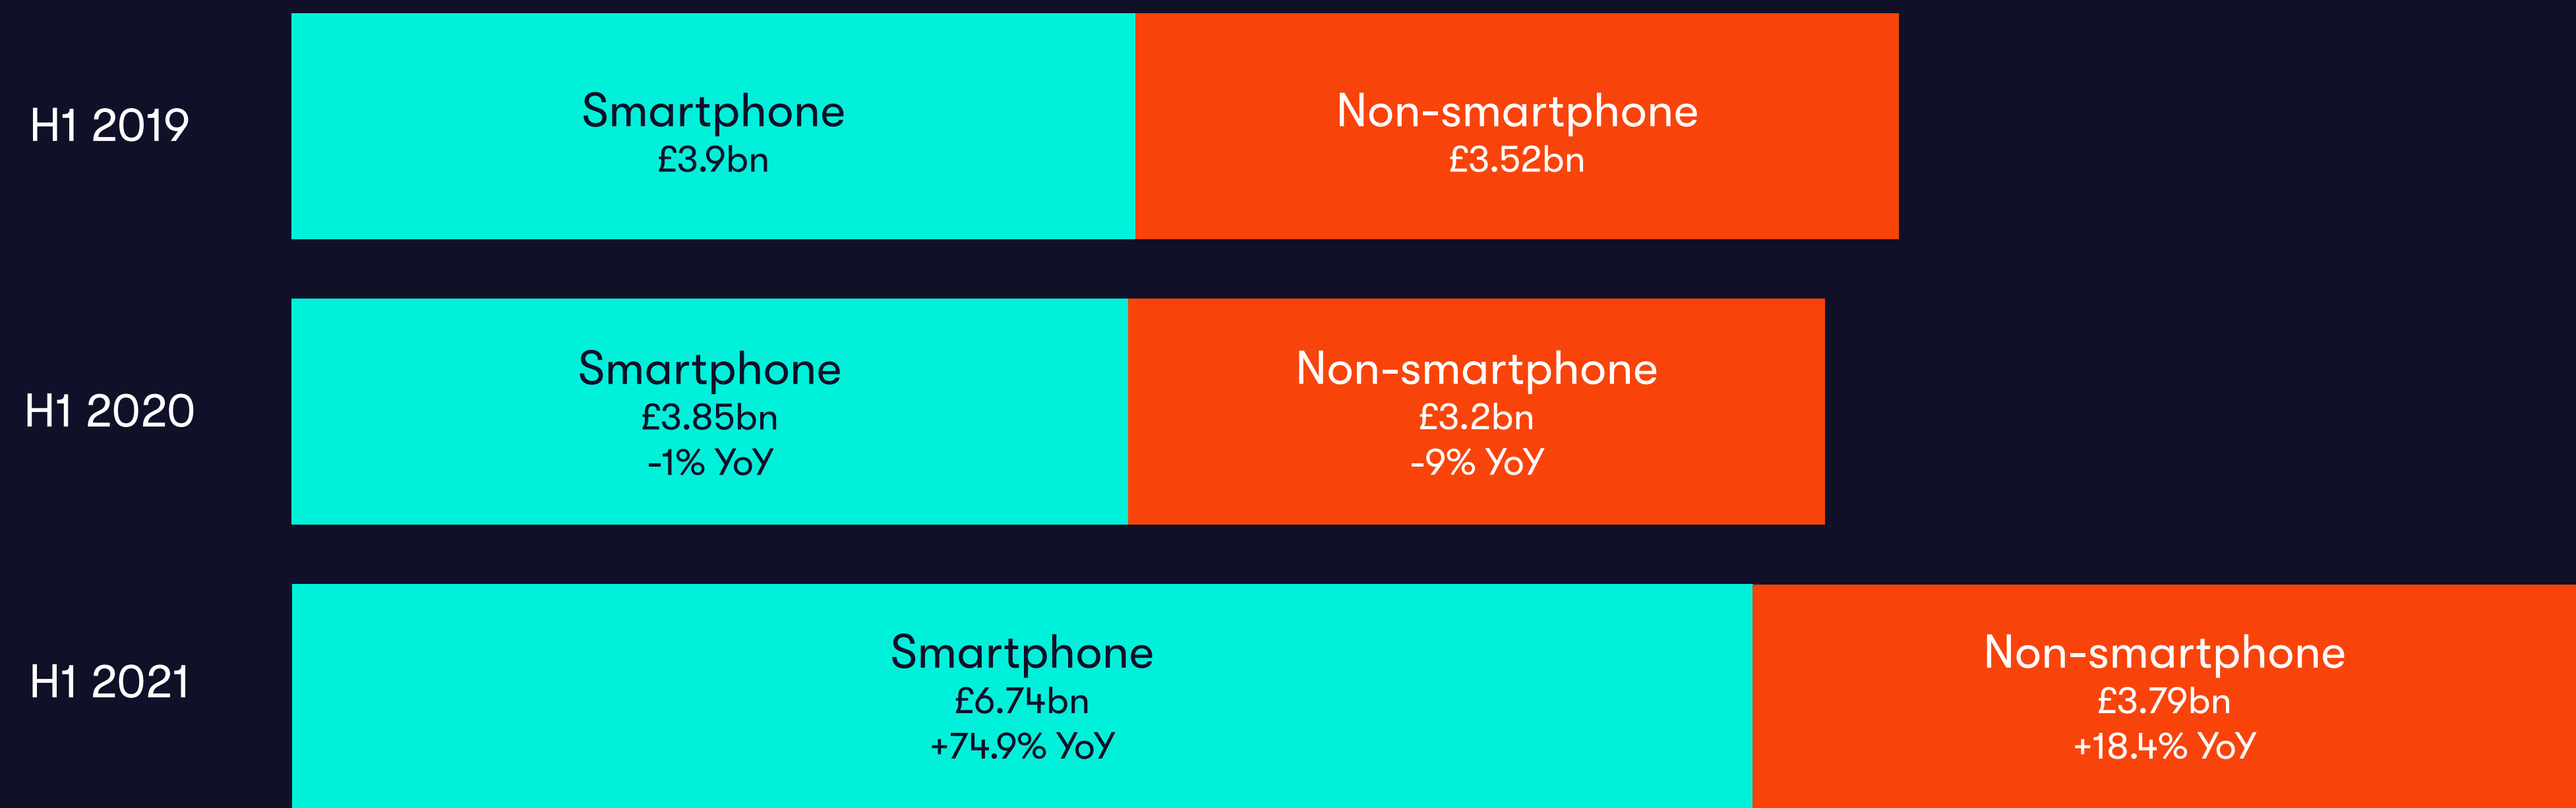 H1 2019
Smartphone
£3.9bn
Non-smartphone
£3.52bn
H1 2020
Smartphone
£3.85bn
-1% YoY
Non-smartphone
£3.2bn
-9% YoY
H1 2021
Smartphone
£6.74bn
+74.9% YoY
Non-smartphone
£3.79bn
+18.4% YoY